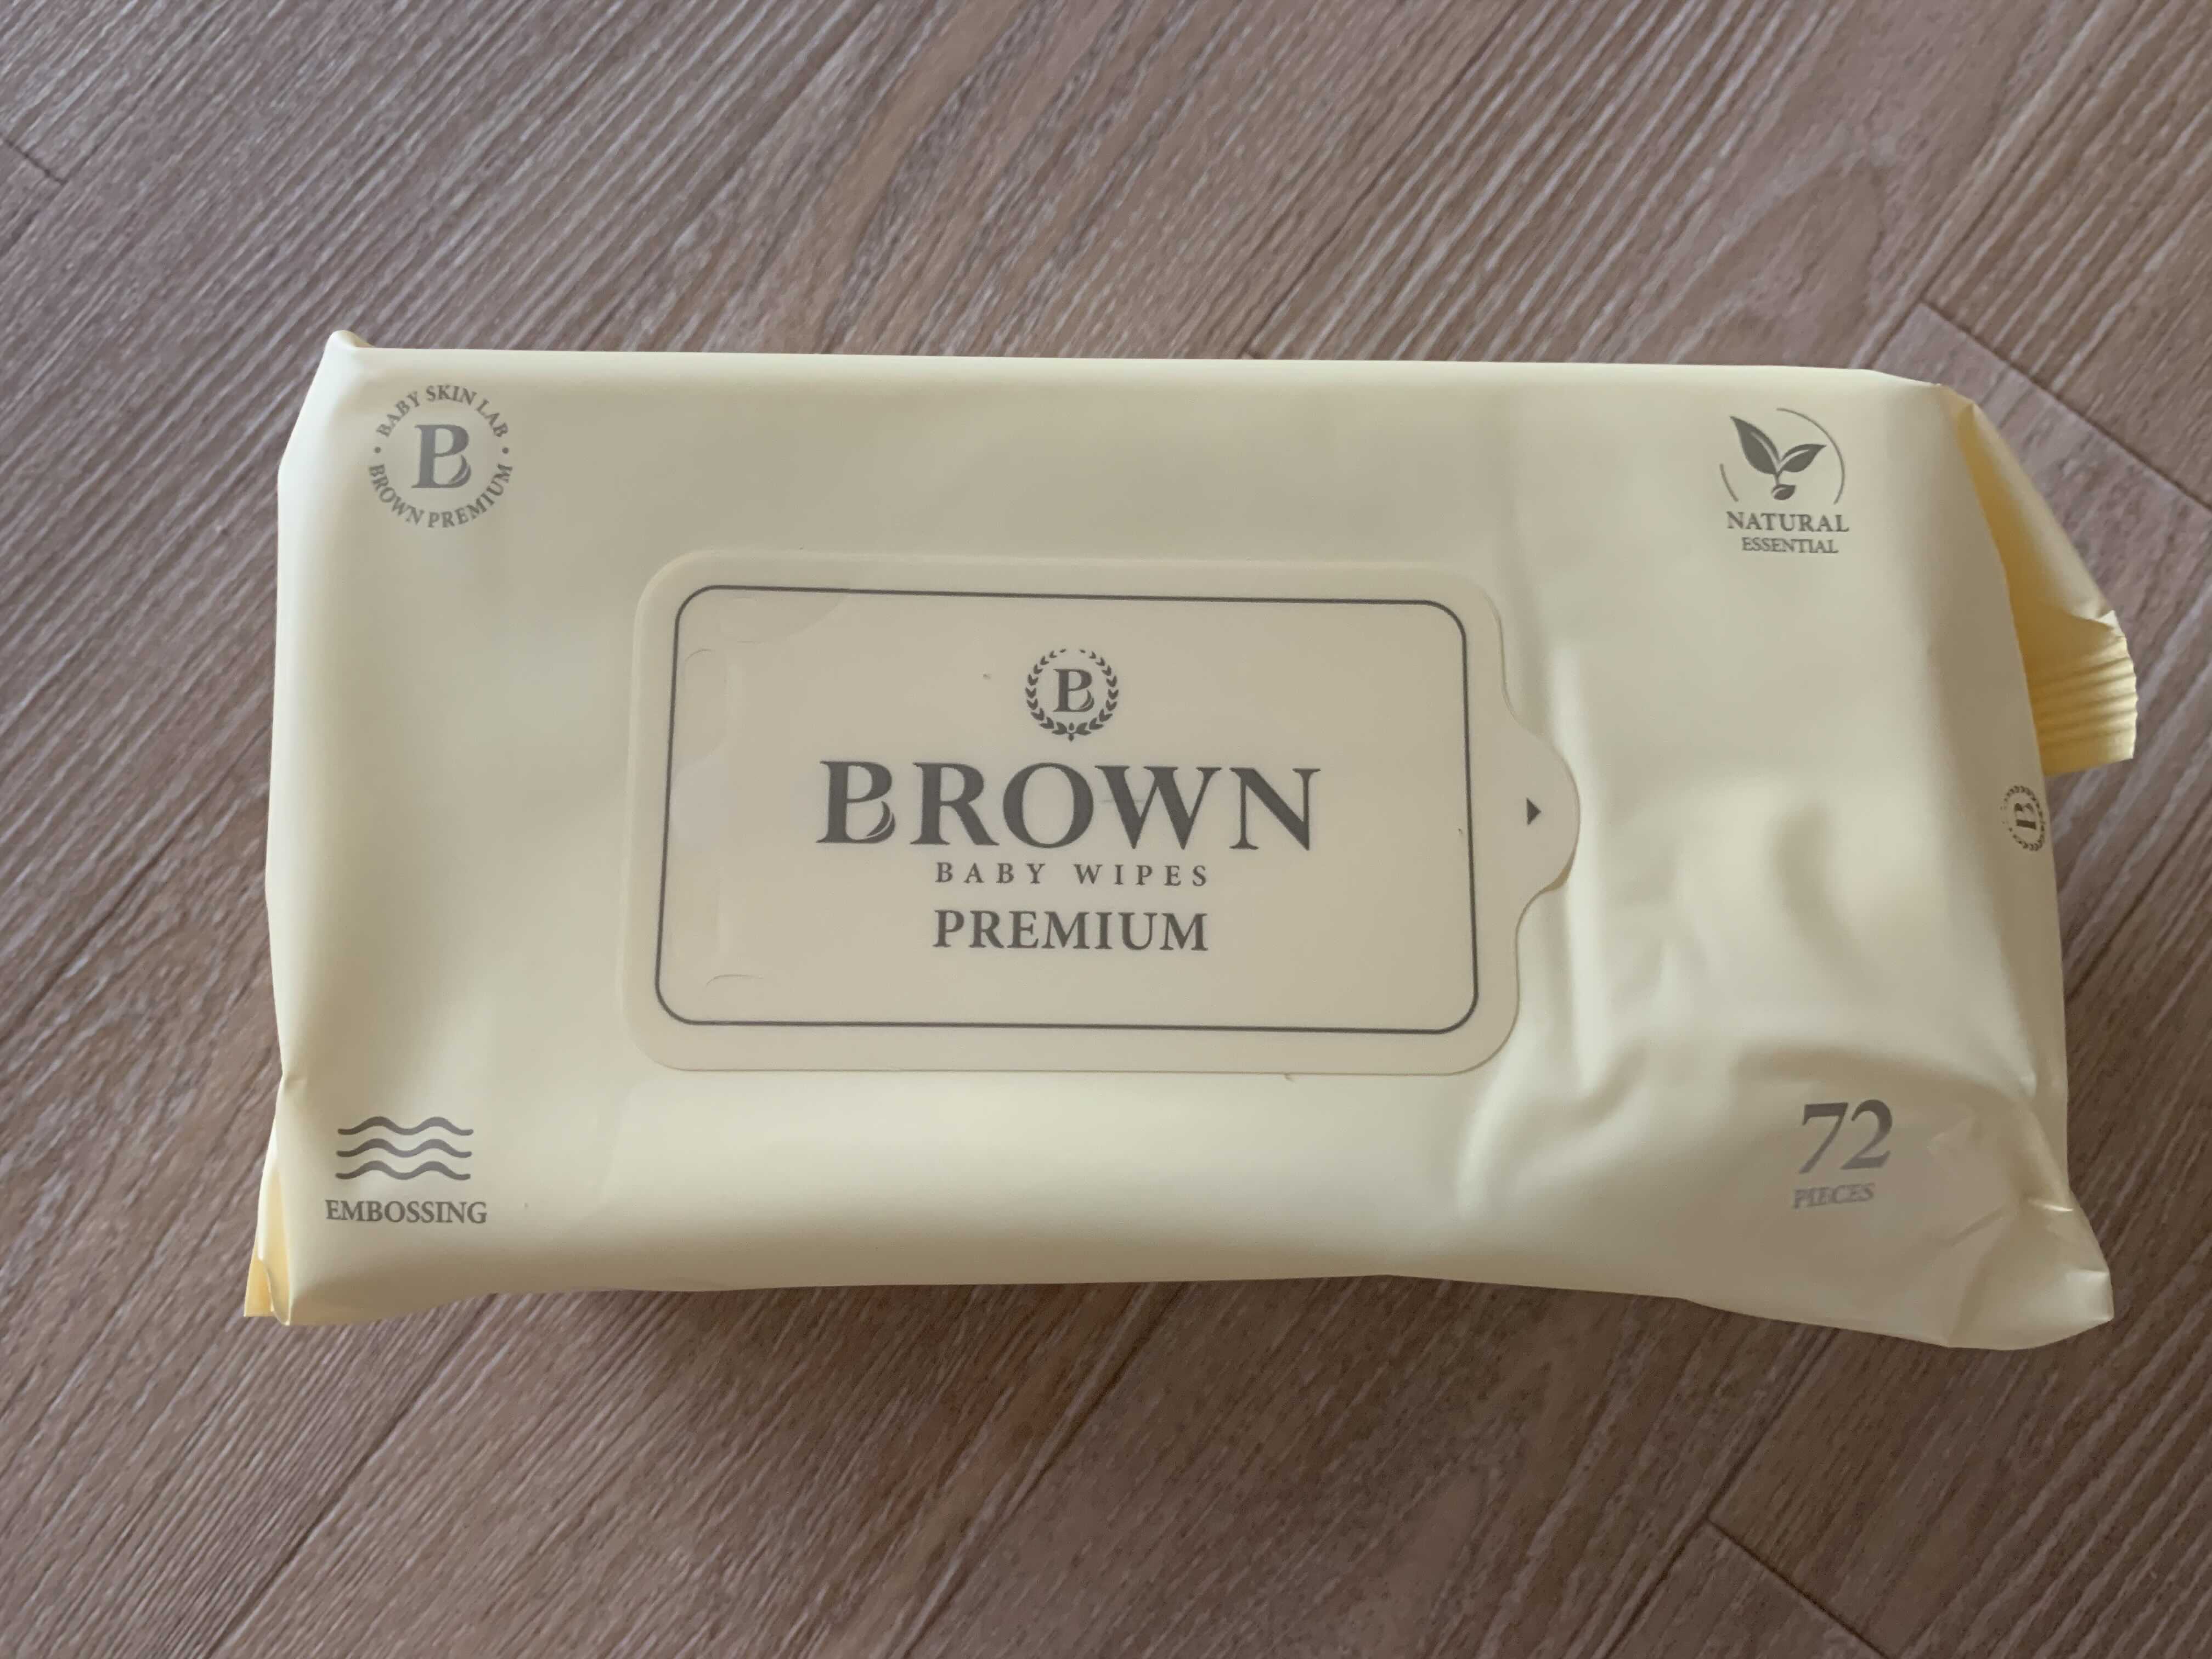 BABY SKIN LAB
B
BROWN PREMIUM
NATURAL
ESSENTIAL
B
BROWN
BABY WIPES
PREMIUM
B
EMBOSSING
72
PIECES